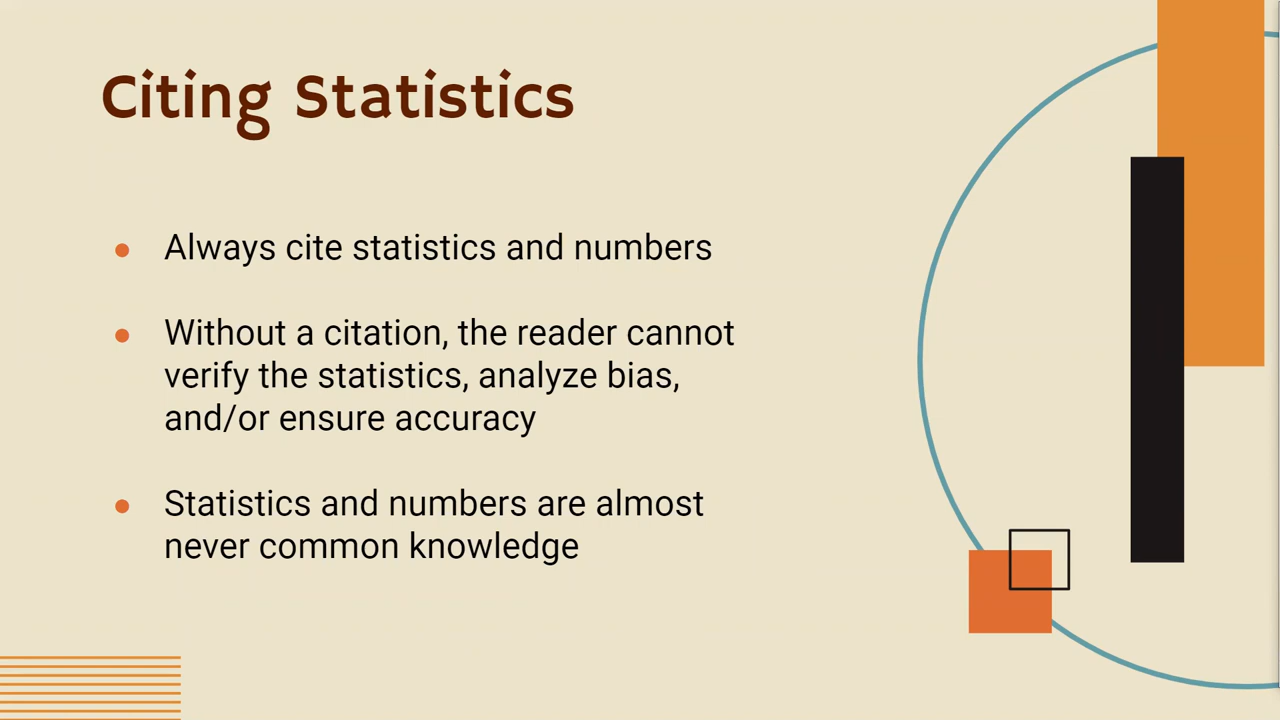 Citing Statistics
Always cite statistics and numbers
Without a citation, the reader cannot
verify the statistics, analyze bias,
and/or ensure accuracy
Statistics and numbers are almost
never common knowledge